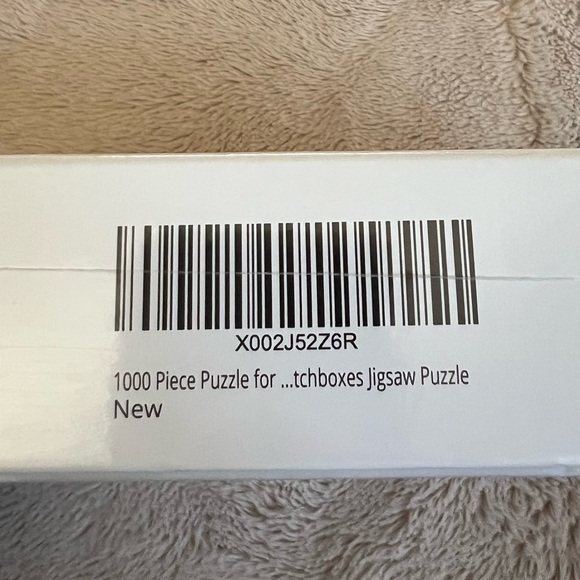 X002J52Z6R
1000 Piece Puzzle for ...tchboxes Jigsaw Puzzle
New